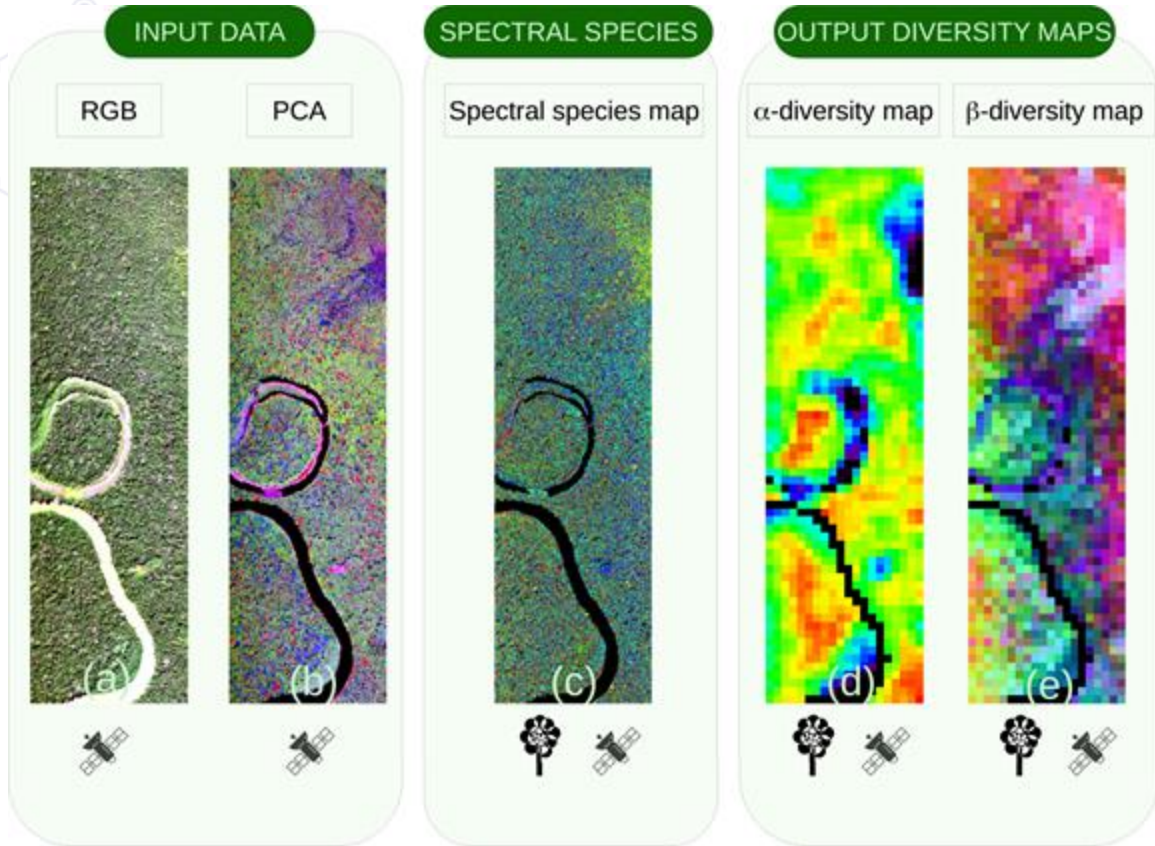 INPUT DATA
SPECTRAL SPECIES
OUTPUT DIVERSITY MAPS
RGB
PCA
Spectral species map
α-diversity map
β-diversity map
(a)
(b)
(c)
(d)
(e)